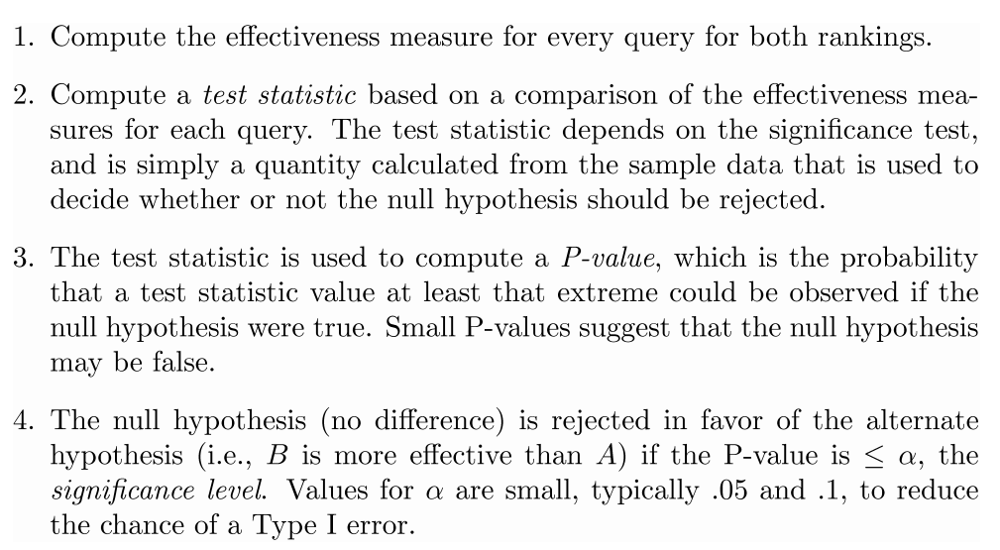 1. Compute the effectiveness measure for every query for both rankings.
2. Compute a test statistic based on a comparison of the effectiveness mea-
sures for each query. The test statistic depends on the significance test,
and is simply a quantity calculated from the sample data that is used to
decide whether or not the null hypothesis should be rejected.
3. The test statistic is used to compute a P-value, which is the probability
that a test statistic value at least that extreme could be observed if the
null hypothesis were true. Small P-values suggest that the null hypothesis
may be false.
4. The null hypothesis (no difference) is rejected in favor of the alternate
hypothesis (i.e., B is more effective than A) if the P-value is ≤ α, the
significance level. Values for α are small, typically .05 and .1, to reduce
the chance of a Type I error.